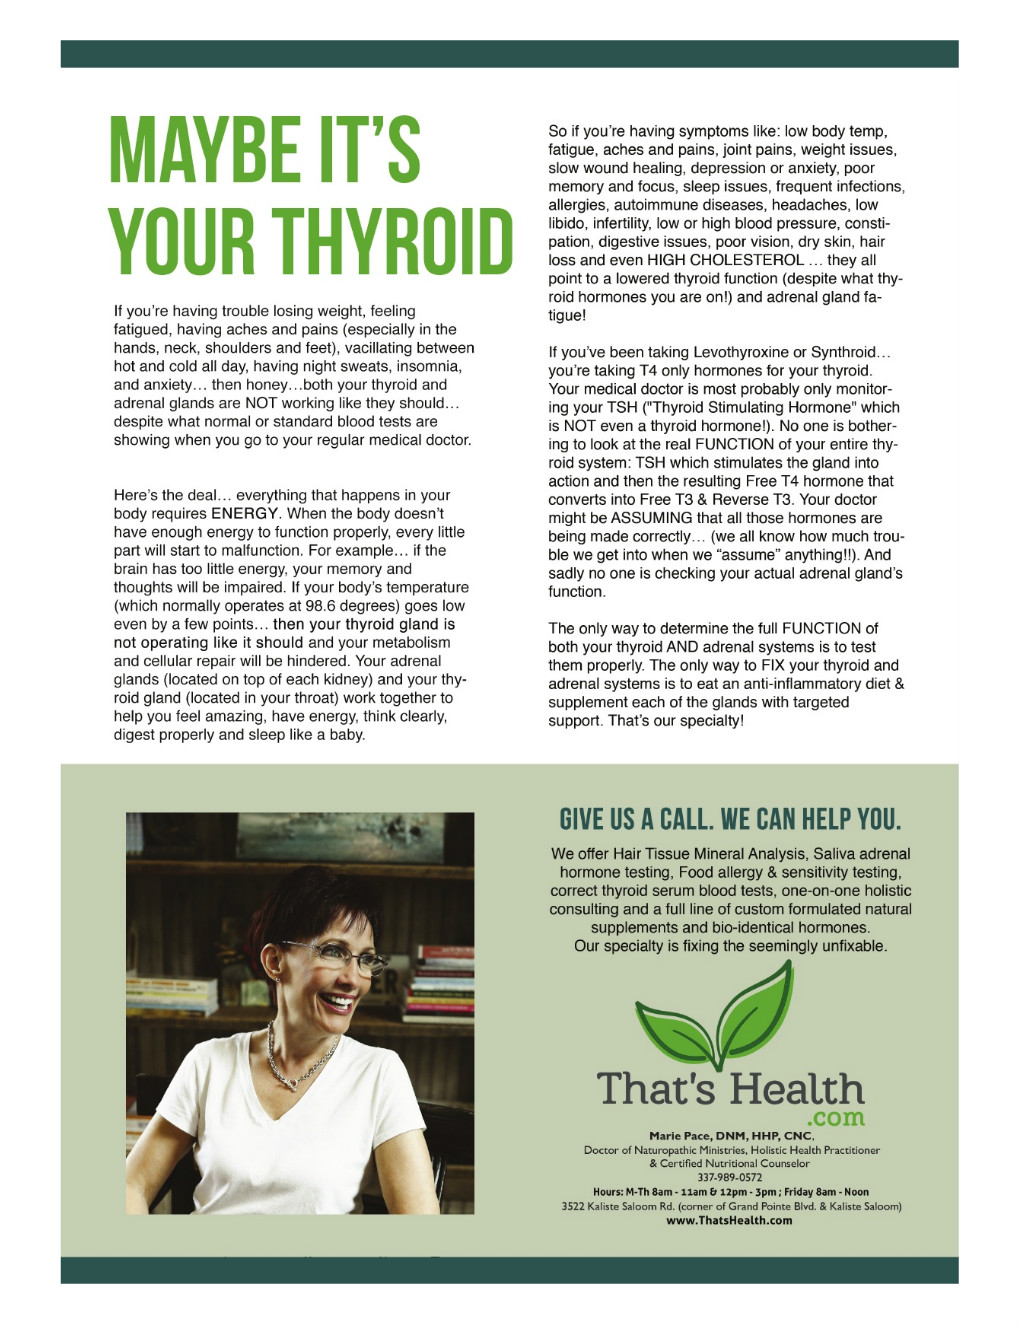 MAYBE IT'S
YOUR THYROID
If you're having trouble losing weight, feeling
fatigued, having aches and pains (especially in the
hands, neck, shoulders and feet), vacillating between
hot and cold all day, having night sweats, insomnia,
and anxiety… then honey…both your thyroid and
adrenal glands are NOT working like they should…
despite what normal or standard blood tests are
showing when you go to your regular medical doctor.
Here's the deal… everything that happens in your
body requires ENERGY. When the body doesn't
have enough energy to function properly, every little
part will start to malfunction. For example… if the
brain has too little energy, your memory and
thoughts will be impaired. If your body's temperature
(which normally operates at 98.6 degrees) goes low
even by a few points… then your thyroid gland is
not operating like it should and your metabolism
and cellular repair will be hindered. Your adrenal
glands (located on top of each kidney) and your thy-
roid gland (located in your throat) work together to
help you feel amazing, have energy, think clearly,
digest properly and sleep like a baby.
So if you're having symptoms like: low body temp,
fatigue, aches and pains, joint pains, weight issues,
slow wound healing, depression or anxiety, poor
memory and focus, sleep issues, frequent infections,
allergies, autoimmune diseases, headaches, low
libido, infertility, low or high blood pressure, consti-
pation, digestive issues, poor vision, dry skin, hair
loss and even HIGH CHOLESTEROL … they all
point to a lowered thyroid function (despite what thy-
roid hormones you are on!) and adrenal gland fa-
tigue!
If you've been taking Levothyroxine or Synthroid…
you're taking T4 only hormones for your thyroid.
Your medical doctor is most probably only monitor-
ing your TSH ("Thyroid Stimulating Hormone" which
is NOT even a thyroid hormone!). No one is bother-
ing to look at the real FUNCTION of your entire thy-
roid system: TSH which stimulates the gland into
action and then the resulting Free T4 hormone that
converts into Free T3 & Reverse T3. Your doctor
might be ASSUMING that all those hormones are
being made correctly… (we all know how much trou-
ble we get into when we “assume” anything!!). And
sadly no one is checking your actual adrenal gland's
function.
The only way to determine the full FUNCTION of
both your thyroid AND adrenal systems is to test
them properly. The only way to FIX your thyroid and
adrenal systems is to eat an anti-inflammatory diet &
supplement each of the glands with targeted
support. That's our specialty!
GIVE US A CALL. WE CAN HELP YOU.
We offer Hair Tissue Mineral Analysis, Saliva adrenal
hormone testing, Food allergy & sensitivity testing,
correct thyroid serum blood tests, one-on-one holistic
consulting and a full line of custom formulated natural
supplements and bio-identical hormones.
Our specialty is fixing the seemingly unfixable.
That's Health
.com
Marie Pace, DNM, HHP, CNC,
Doctor of Naturopathic Ministries, Holistic Health Practitioner
& Certified Nutritional Counselor
337-989-0572
Hours: M-Th 8am - 11am & 12pm - 3pm ; Friday 8am - Noon
3522 Kaliste Saloom Rd. (corner of Grand Pointe Blvd. & Kaliste Saloom)
www.ThatsHealth.com